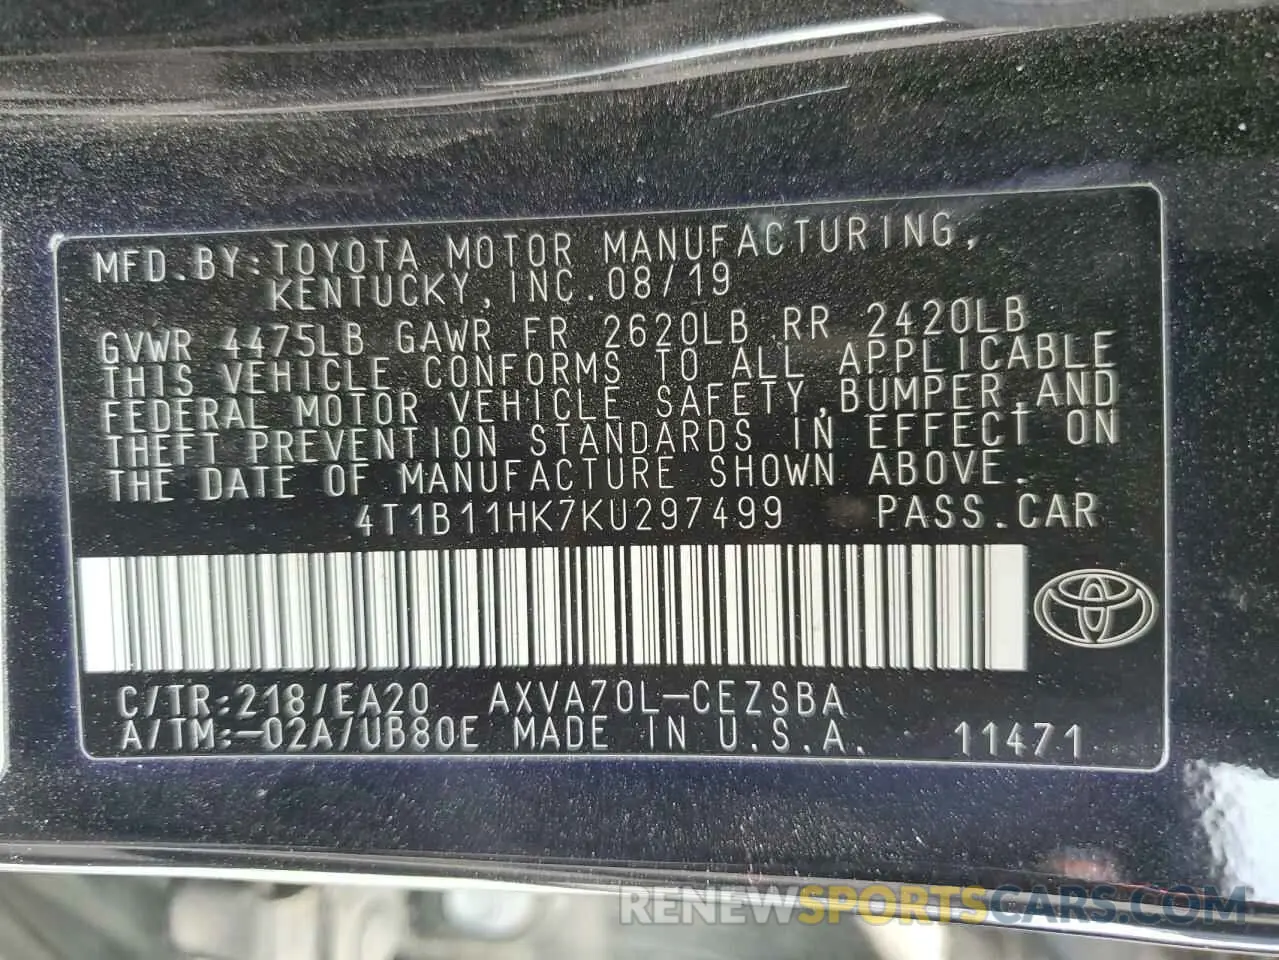 MFD.BY:TOYOTA MOTOR MANUFACTURING,
KENTUCKY,INC.08/19
GVWR 4475LB GAWR FR 2620LB RR 2420LB
THIS VEHICLE CONFORMS TO ALL APPLICABLE
FEDERAL MOTOR VEHICLE SAFETY,BUMPER,AND
THEFT PREVENTION STANDARDS IN EFFECT ON
THE DATE OF MANUFACTURE SHOWN ABOVE.
4T1B11HK7KU297499 PASS.CAR
C/TR:218/EA20 AXVA70L-CEZSBA
A/TM:-02A/UB80E MADE IN U.S.A. 11471
RENEWSPORTSCARS.COM